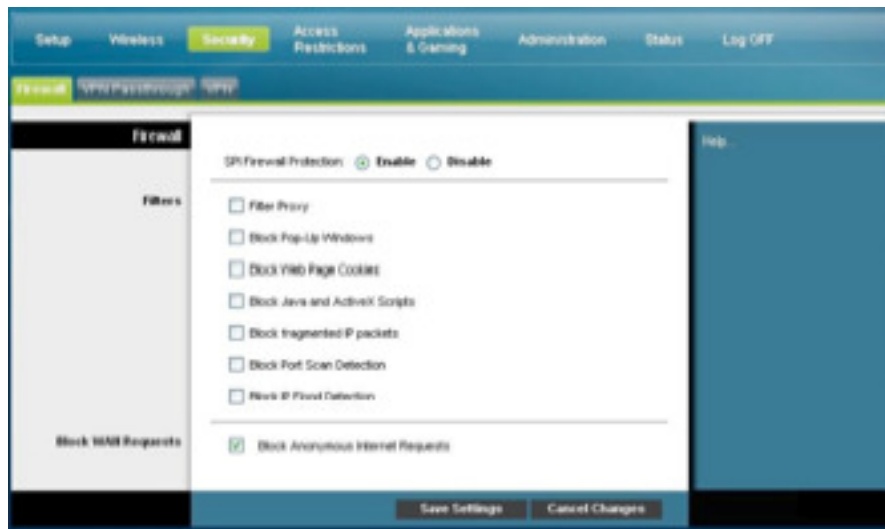 Setup Wireless Security Access Restrictions Applications & Gaming Administration Status Log OFF
Firewall VPN Passthrough VPN
Firewall
Help...
SPI Firewall Protection: Enable Disable
Filters
Filter Proxy
Block Pop-Up Windows
Block Web Page Cookies
Block Java and ActiveX Scripts
Block fragmented IP packets
Block Port Scan Detection
Block IP Flood Detection
Block WAN Requests
Block Anonymous Internet Requests
Save Settings Cancel Changes